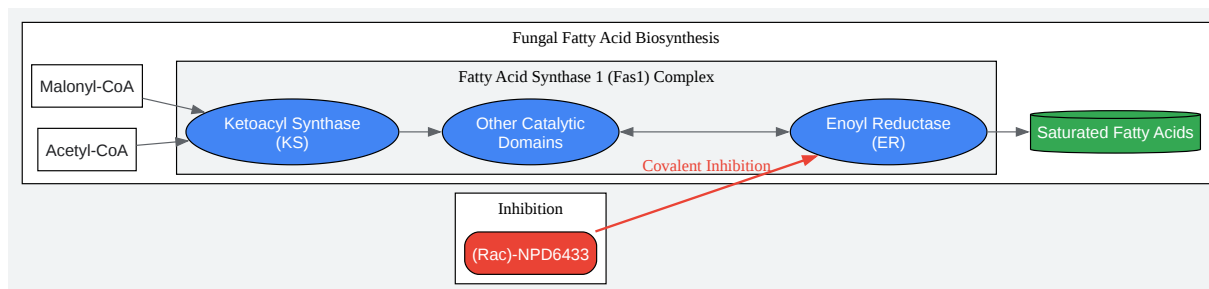 Fungal Fatty Acid Biosynthesis
Fatty Acid Synthase 1 (Fas1) Complex
Malonyl-CoA
Acetyl-CoA
Ketoacyl Synthase
(KS)
Other Catalytic
Domains
Enoyl Reductase
(ER)
Saturated Fatty Acids
Covalent Inhibition
Inhibition
(Rac)-NPD6433